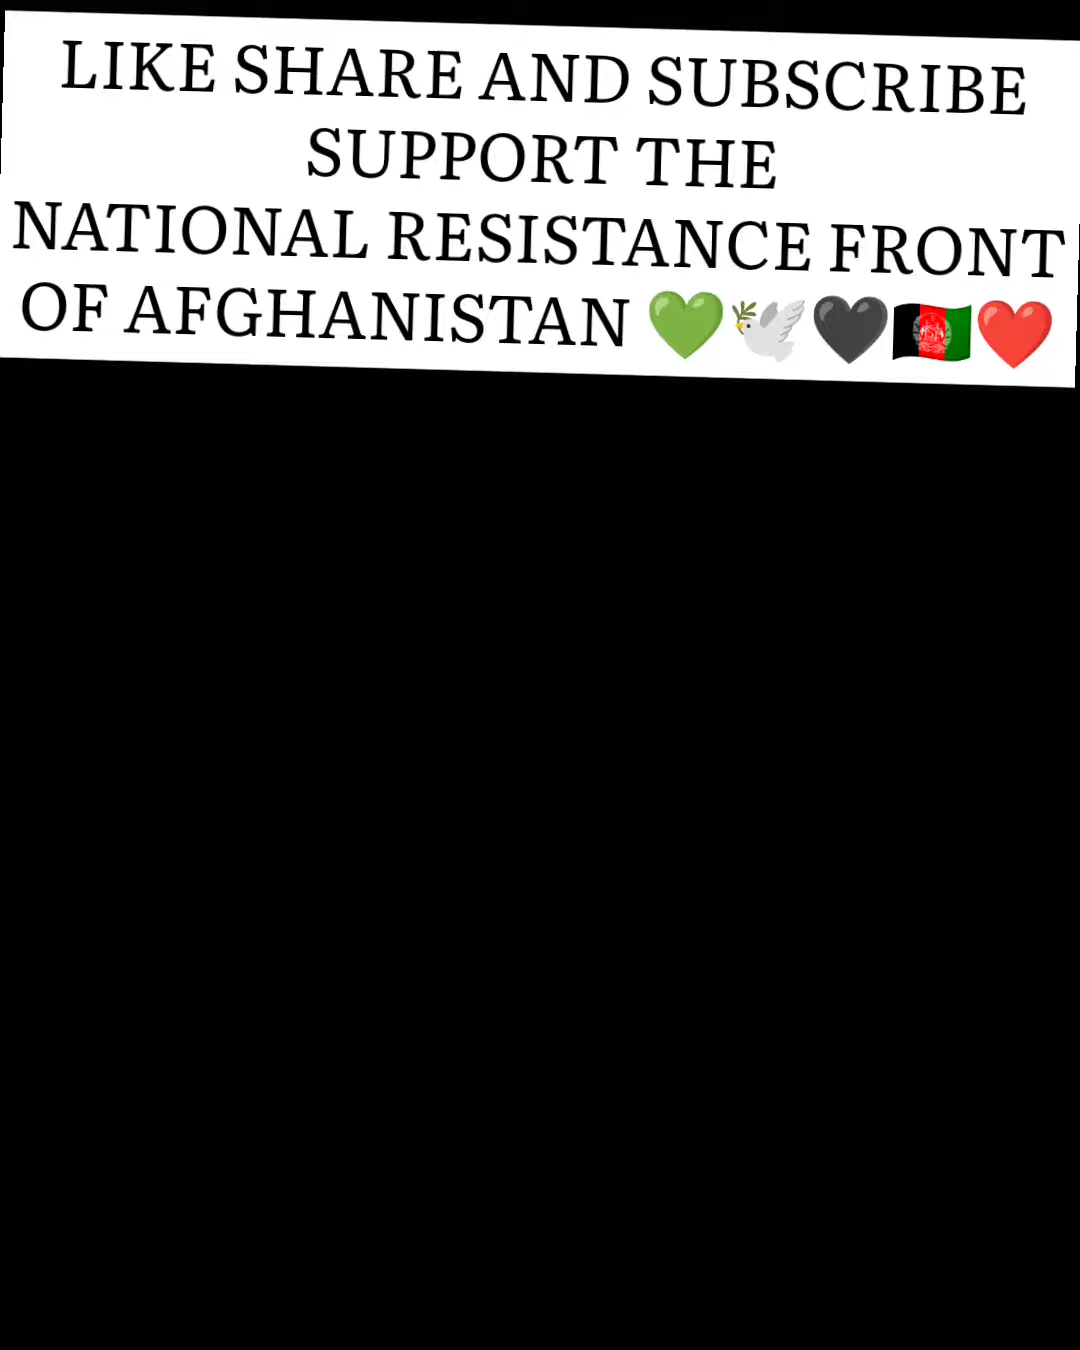 LIKE SHARE AND SUBSCRIBE
SUPPORT THE
NATIONAL RESISTANCE FRONT
OF AFGHANISTAN 💚🕊️🖤🇦🇫❤️